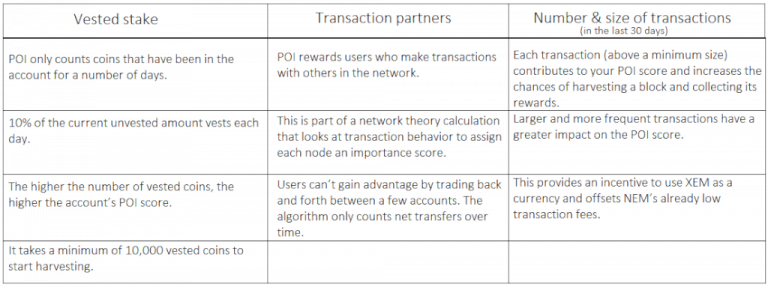 Vested stake
Transaction partners
Number & size of transactions
(in the last 30 days)
POI only counts coins that have been in the
account for a number of days.
POI rewards users who make transactions
with others in the network.
Each transaction (above a minimum size)
contributes to your POI score and increases the
chances of harvesting a block and collecting its
rewards.
10% of the current unvested amount vests each
day.
This is part of a network theory calculation
that looks at transaction behavior to assign
each node an importance score.
Larger and more frequent transactions have a
greater impact on the POI score.
The higher the number of vested coins, the
higher the account's POI score.
Users can't gain advantage by trading back
and forth between a few accounts. The
algorithm only counts net transfers over
time.
This provides an incentive to use XEM as a
currency and offsets NEM's already low
transaction fees.
It takes a minimum of 10,000 vested coins to
start harvesting.